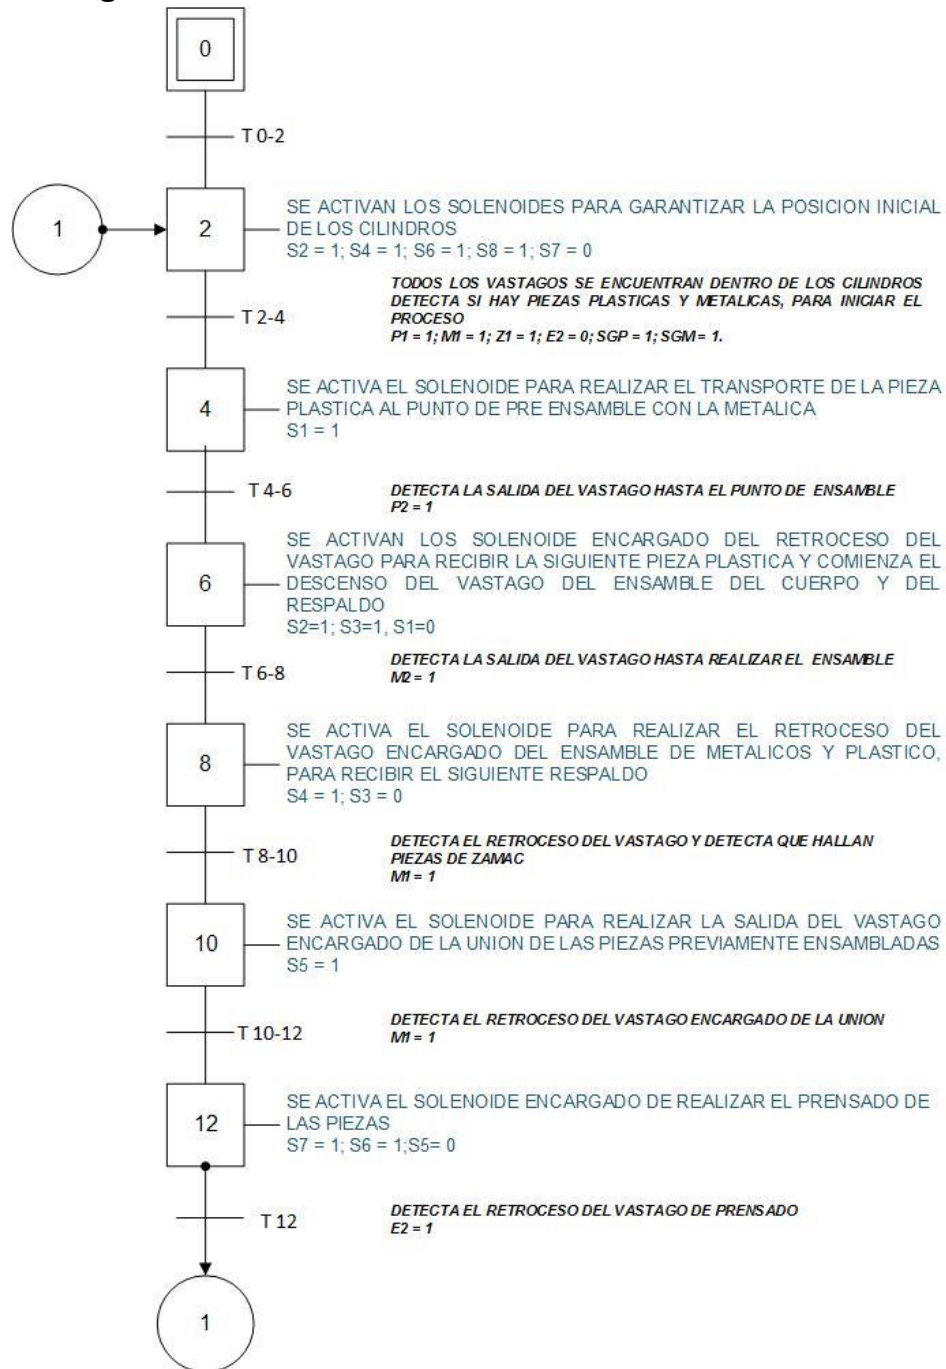 0
T 0-2
1
2
SE ACTIVAN LOS SOLENOIDES PARA GARANTIZAR LA POSICION INICIAL
DE LOS CILINDROS
S2 = 1; S4 = 1; S6 = 1; S8 = 1; S7 = 0
T 2-4
TODOS LOS VASTAGOS SE ENCUENTRAN DENTRO DE LOS CILINDROS
DETECTA SI HAY PIEZAS PLASTICAS Y METALICAS, PARA INICIAR EL
PROCESO
P1 = 1; M1 = 1; Z1 = 1; E2 = 0; SGP = 1; SGM = 1.
4
SE ACTIVA EL SOLENOIDE PARA REALIZAR EL TRANSPORTE DE LA PIEZA
PLASTICA AL PUNTO DE PRE ENSAMBLE CON LA METALICA
S1 = 1
T 4-6
DETECTA LA SALIDA DEL VASTAGO HASTA EL PUNTO DE ENSAMBLE
P2 = 1
6
SE ACTIVAN LOS SOLENOIDE ENCARGADO DEL RETROCESO DEL
VASTAGO PARA RECIBIR LA SIGUIENTE PIEZA PLASTICA Y COMIENZA EL
DESCENSO DEL VASTAGO DEL ENSAMBLE DEL CUERPO Y DEL
RESPALDO
S2=1; S3=1, S1=0
T 6-8
DETECTA LA SALIDA DEL VASTAGO HASTA REALIZAR EL ENSAMBLE
M2 = 1
8
SE ACTIVA EL SOLENOIDE PARA REALIZAR EL RETROCESO DEL
VASTAGO ENCARGADO DEL ENSAMBLE DE METALICOS Y PLASTICO,
PARA RECIBIR EL SIGUIENTE RESPALDO
S4 = 1; S3 = 0
T 8-10
DETECTA EL RETROCESO DEL VASTAGO Y DETECTA QUE HALLAN
PIEZAS DE ZAMAC
M1 = 1
10
SE ACTIVA EL SOLENOIDE PARA REALIZAR LA SALIDA DEL VASTAGO
ENCARGADO DE LA UNION DE LAS PIEZAS PREVIAMENTE ENSAMBLADAS
S5 = 1
T 10-12
DETECTA EL RETROCESO DEL VASTAGO ENCARGADO DE LA UNION
M1 = 1
12
SE ACTIVA EL SOLENOIDE ENCARGADO DE REALIZAR EL PRENSADO DE
LAS PIEZAS
S7 = 1; S6 = 1;S5= 0
T 12
DETECTA EL RETROCESO DEL VASTAGO DE PRENSADO
E2 = 1
1